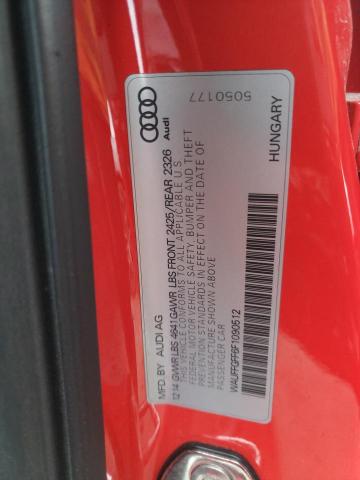 Audi
5050177
MFD. BY AUDI AG
12 14 GVWR LBS 4641 GAWR LBS FRONT 2425/REAR 2326
THIS VEHICLE CONFORMS TO ALL APPLICABLE U.S
FEDERAL MOTOR VEHICLE SAFETY, BUMPER AND THEFT
PREVENTION STANDARDS IN EFFECT ON THE DATE OF
MANUFACTURE SHOWN ABOVE
PASSENGER CAR
HUNGARY
WAUFFGFF6F1090512